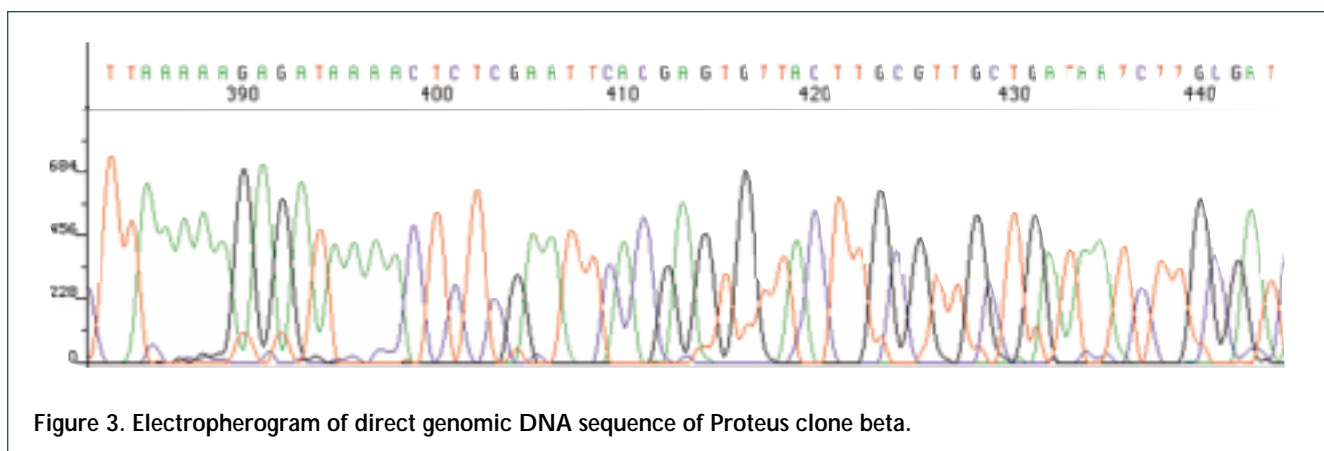 T T A A A A A G A G A T A A A A C T C T C G A A T T C A C G A G T G T T A C T T G C G T T G C T G A T A A T C T T G C G A T
390 400 410 420 430 440
684
456
228
0
Figure 3. Electropherogram of direct genomic DNA sequence of Proteus clone beta.